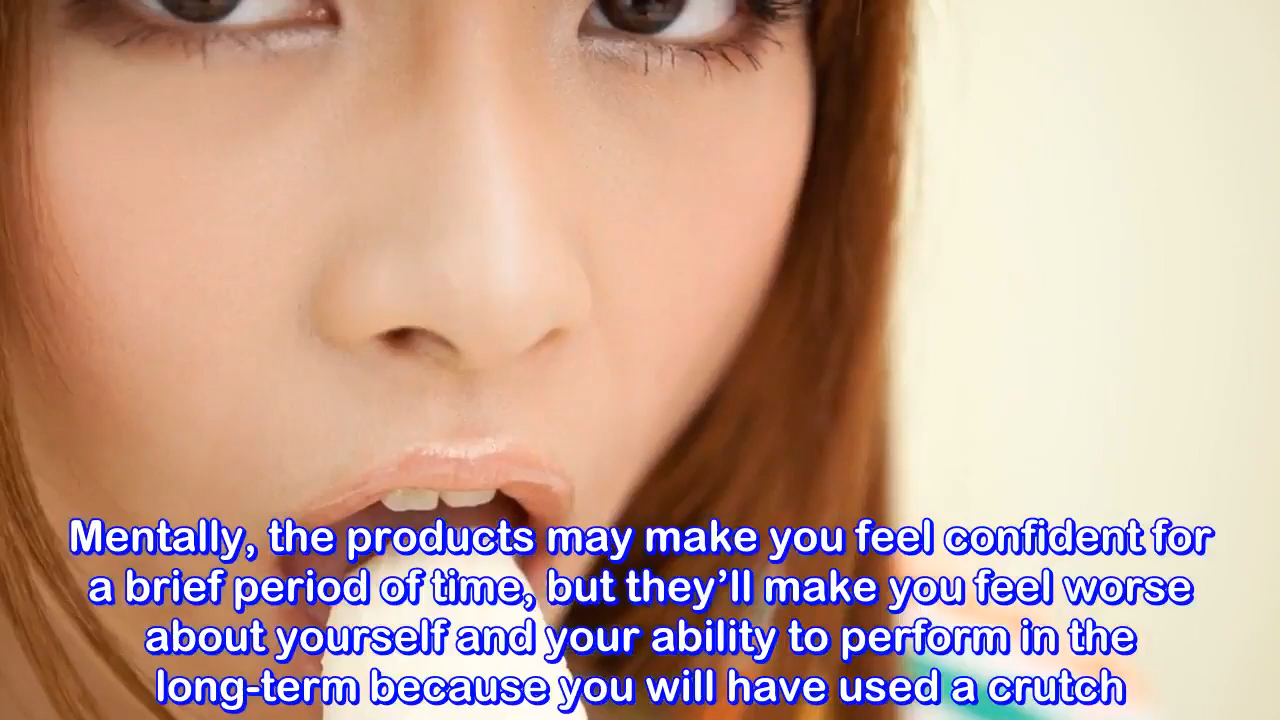 Mentally, the products may make you feel confident for
a brief period of time, but they’ll make you feel worse
about yourself and your ability to perform in the
long-term because you will have used a crutch